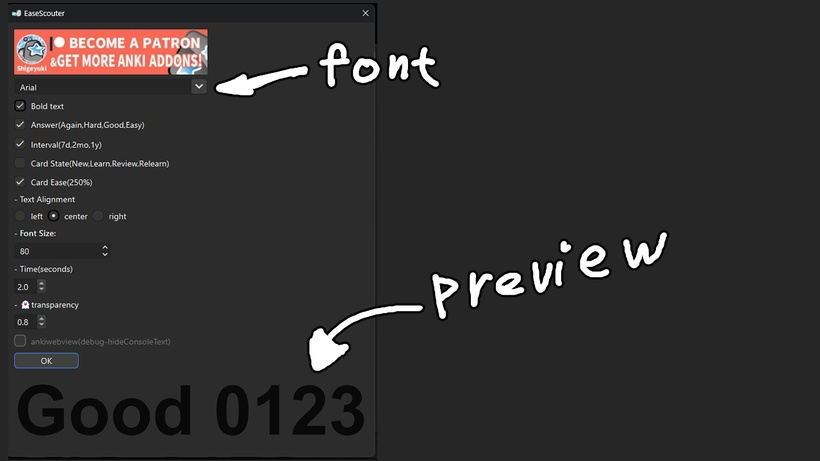 EaseScouter
BECOME A PATRON
&GET MORE ANKI ADDONS!
Shigeyuki
font
Arial
Bold text
Answer(Again,Hard,Good,Easy)
Interval(7d,2mo,1y)
Card State(New,Learn,Review,Relearn)
Card Ease(250%)
- Text Alignment
left center right
- Font Size:
80
- Time(seconds)
2.0
- 👻transparency
0.8
preview
ankiwebview(debug-hideConsoleText)
OK
Good 0123